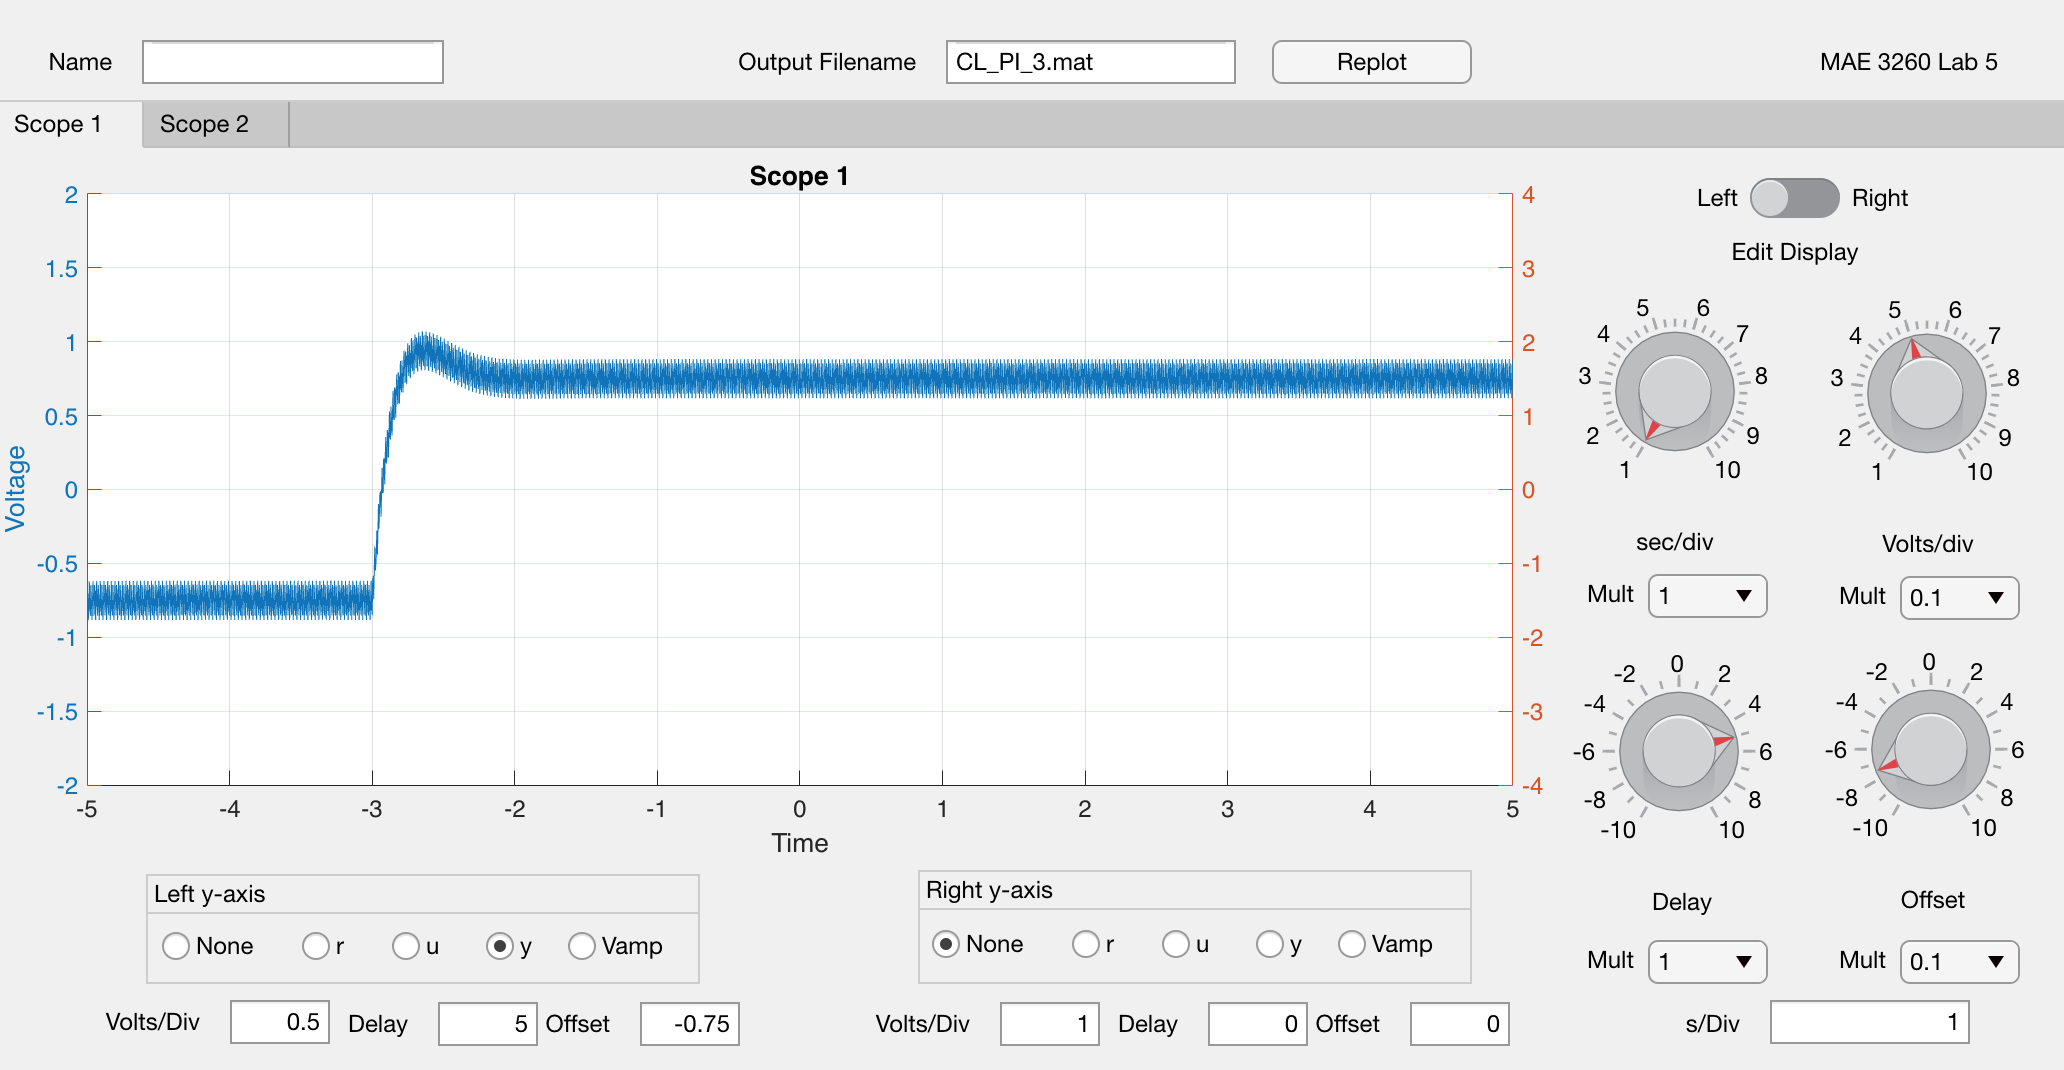 Name
Output Filename CL_PI_3.mat Replot MAE 3260 Lab 5
Scope 1 Scope 2
Scope 1
2
1.5
1
0.5
0
-0.5
-1
-1.5
-2
Voltage
4
3
2
1
0
-1
-2
-3
-4
-5 -4 -3 -2 -1 0 1 2 3 4 5
Time
Left Right
Edit Display
1 2 3 4 5 6 7 8 9 10
sec/div
Mult 1
1 2 3 4 5 6 7 8 9 10
Volts/div
Mult 0.1
-10 -8 -6 -4 -2 0 2 4 6 8 10
Delay
Mult 1
-10 -8 -6 -4 -2 0 2 4 6 8 10
Offset
Mult 0.1
Left y-axis
None r u y Vamp
Volts/Div 0.5 Delay 5 Offset -0.75
Right y-axis
None r u y Vamp
Volts/Div 1 Delay 0 Offset 0
s/Div 1